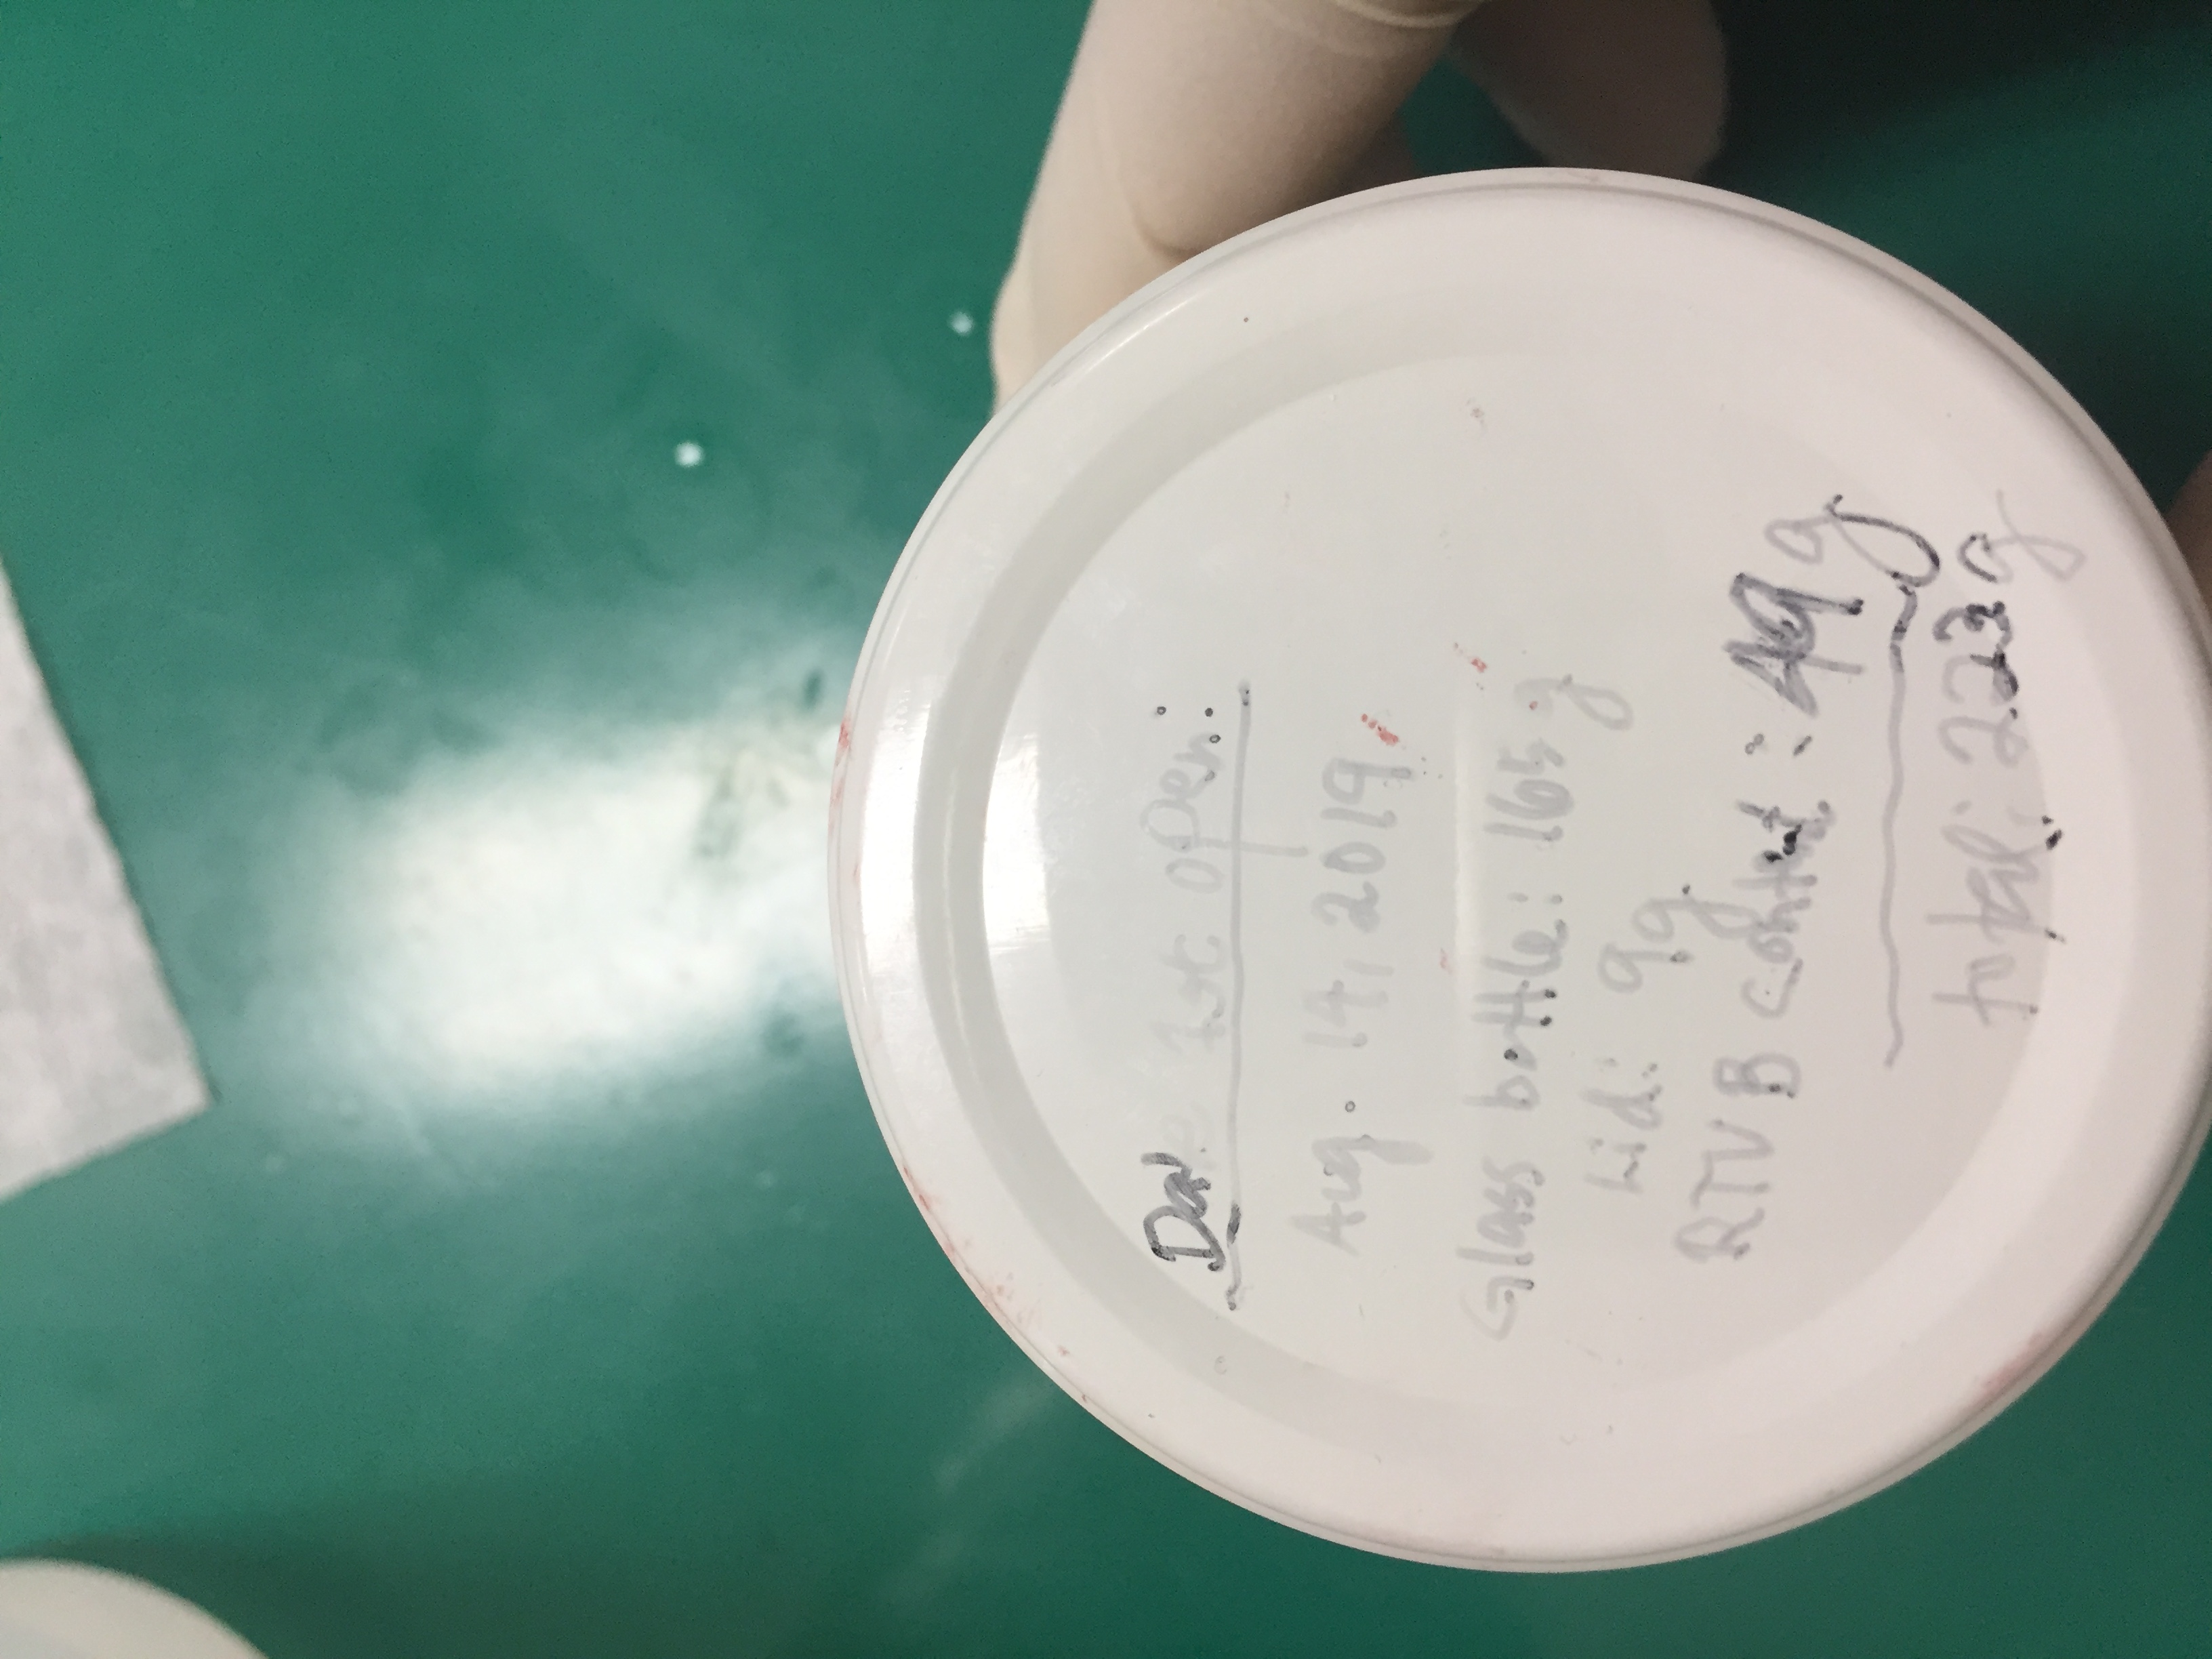 Date 1st open:
Aug. 14, 2019
Glass bottle: 165 g
Lid: 9g
RTV B content: 49 g
total: 223 g